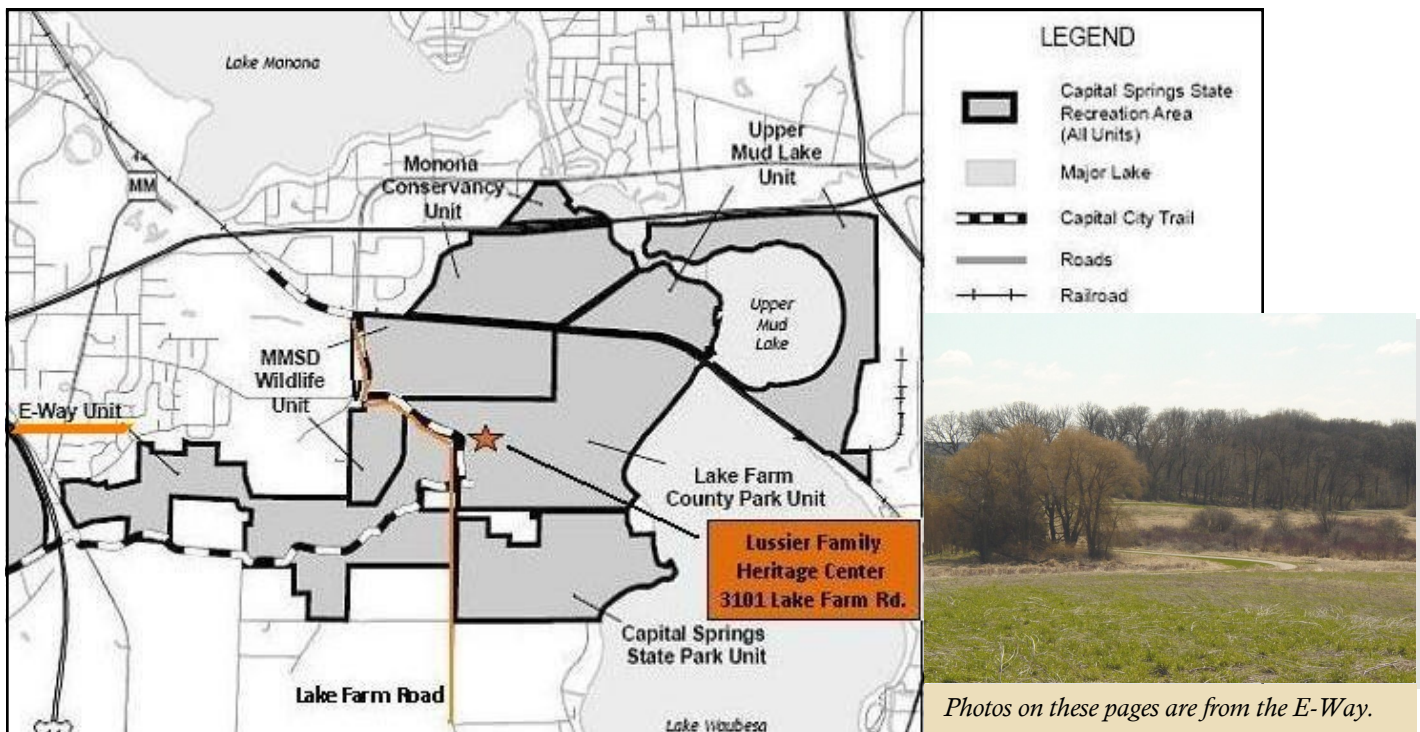 Lake Monona
MM
Monona
Conservancy
Unit
Upper
Mud Lake
Unit
Upper
Mud
Lake
MMSD
Wildlife
Unit
E-Way Unit
Lake Farm
County Park Unit
Lussier Family
Heritage Center
3101 Lake Farm Rd.
Capital Springs
State Park Unit
Lake Farm Road
Lake Waubesa
LEGEND
Capital Springs State
Recreation Area
(All Units)
Major Lake
Capital City Trail
Roads
Railroad
Photos on these pages are from the E-Way.